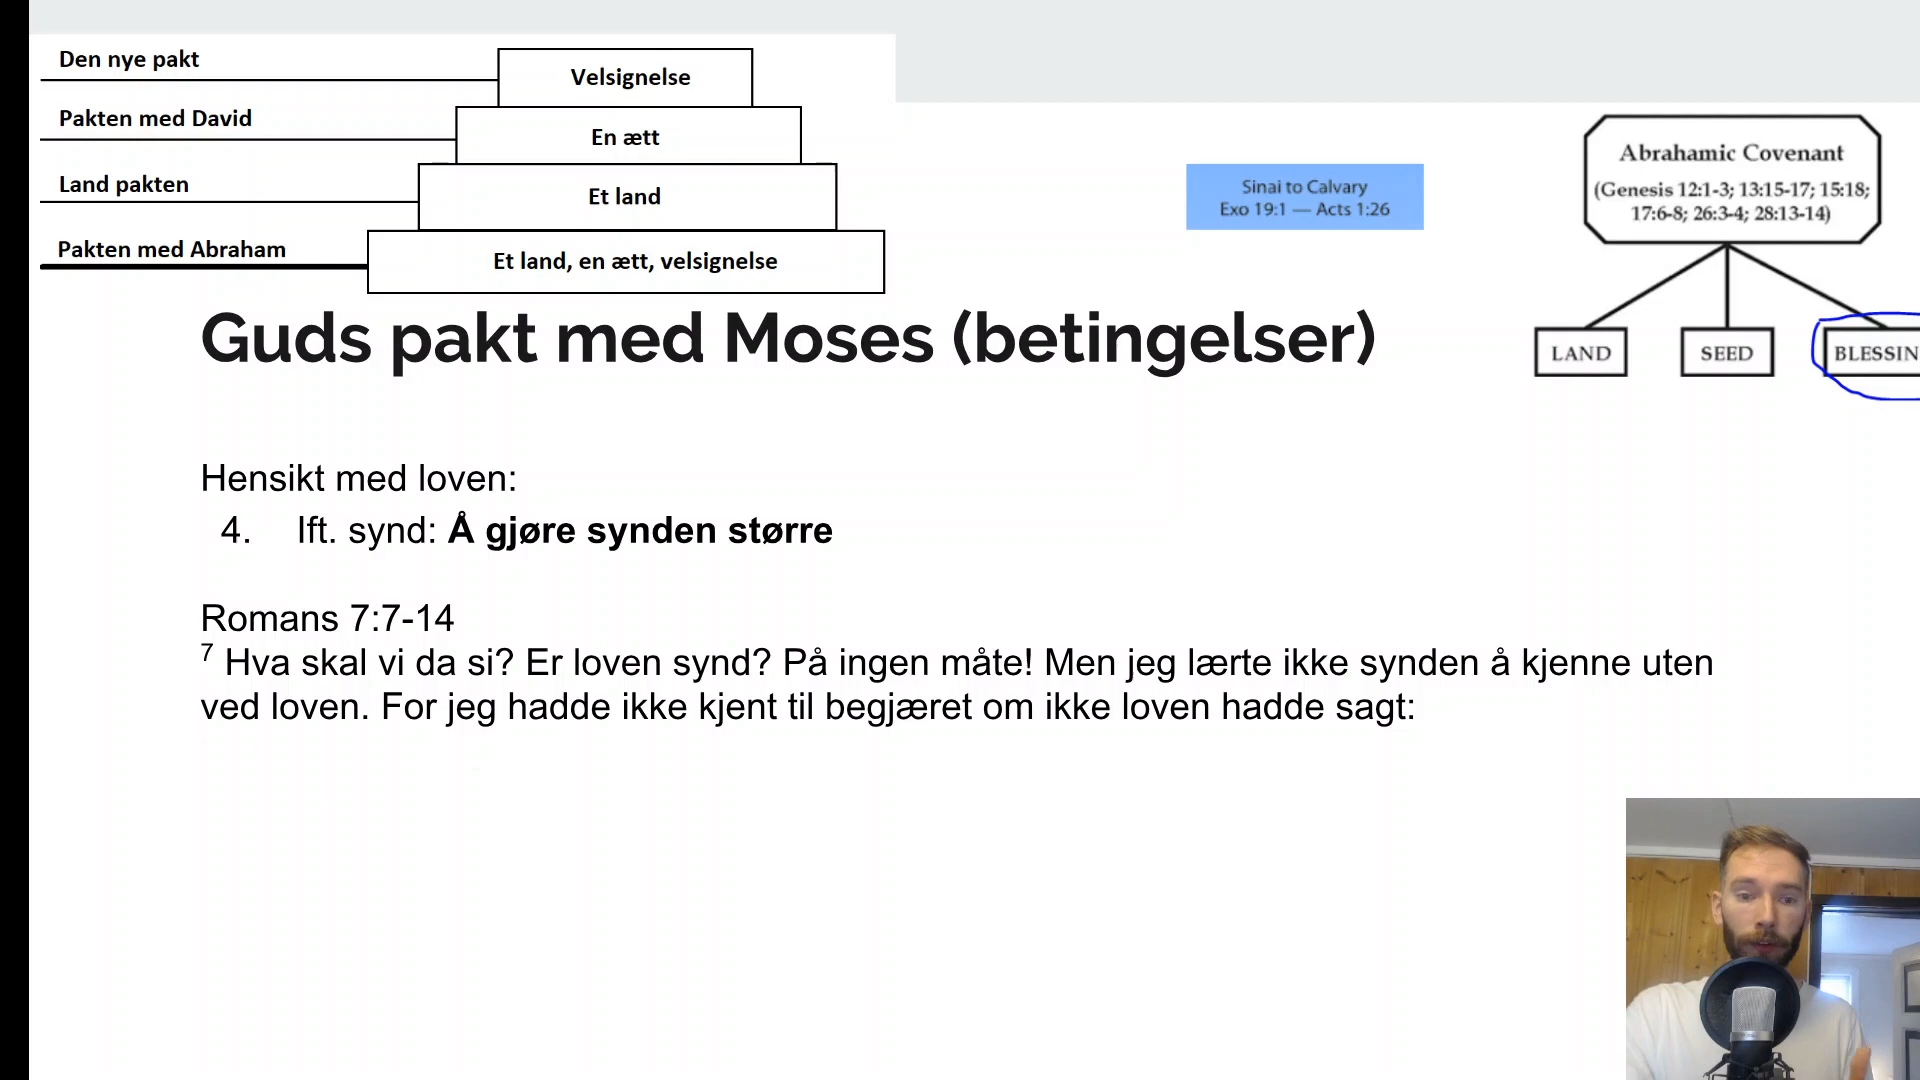 Den nye pakt
Velsignelse
Pakten med David
En ætt
Land pakten
Et land
Pakten med Abraham
Et land, en ætt, velsignelse
Sinai to Calvary
Exo 19:1 — Acts 1:26
Abrahamic Covenant
(Genesis 12:1-3; 13:15-17; 15:18;
17:6-8; 26:3-4; 28:13-14)
LAND
SEED
BLESSIN
Guds pakt med Moses (betingelser)
Hensikt med loven:
4. Ift. synd: Å gjøre synden større
Romans 7:7-14
7 Hva skal vi da si? Er loven synd? På ingen måte! Men jeg lærte ikke synden å kjenne uten
ved loven. For jeg hadde ikke kjent til begjæret om ikke loven hadde sagt: